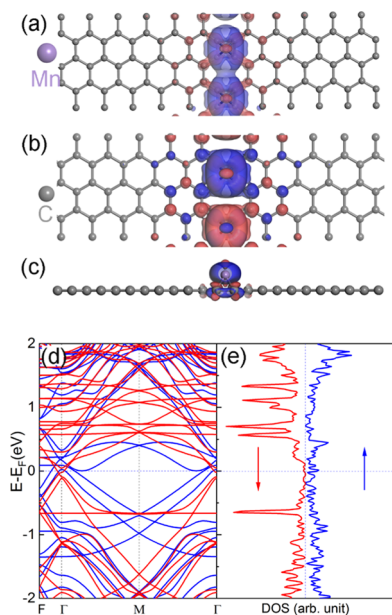 (a)
Mn
(b)
C
(c)
(d)
(e)
E-E_F(eV)
2
1
0
-1
-2
F Γ M Γ
DOS (arb. unit)